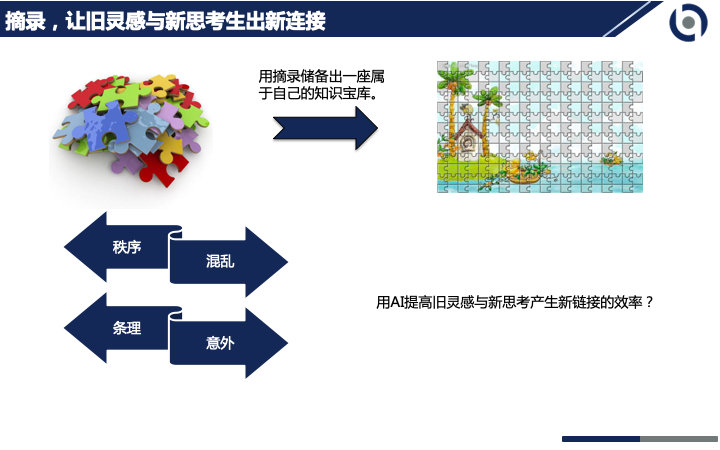 摘录，让旧灵感与新思考生出新连接
用摘录储备出一座属
于自己的知识宝库。
秩序
混乱
条理
意外
用AI提高旧灵感与新思考产生新链接的效率？